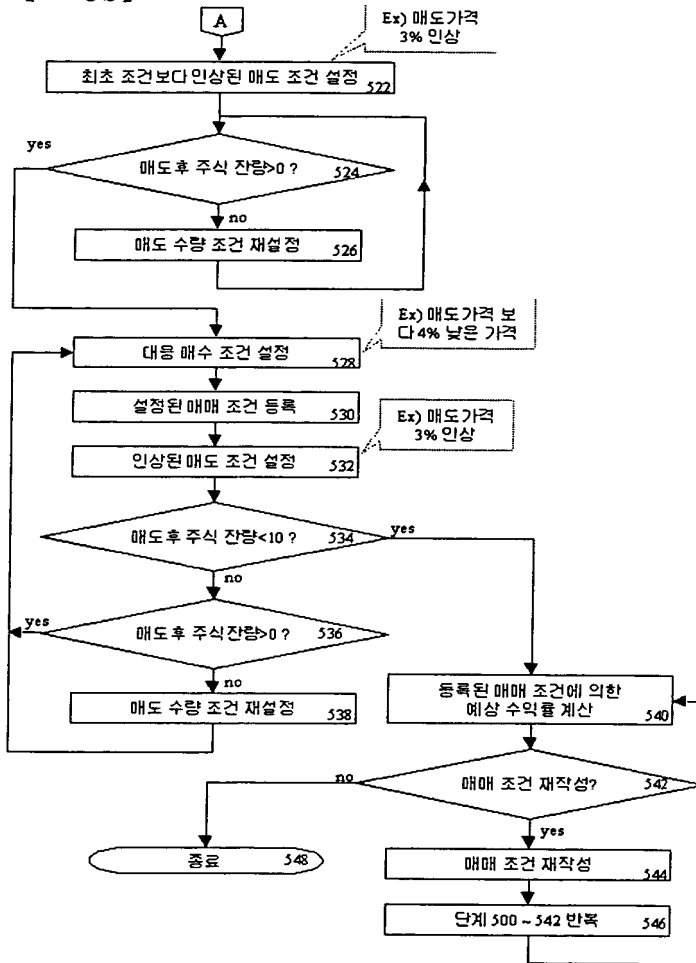 A
Ex) 매도가격
3% 인상
최초 조건보다 인상된 매도 조건 설정 522
yes
매도후 주식 잔량>0 ? 524
no
매도 수량 조건 재설정 526
Ex) 매도가격 보
다 4% 낮은 가격
대응 매수 조건 설정 528
설정된 매매 조건 등록 530
Ex) 매도가격
3% 인상
인상된 매도 조건 설정 532
매도후 주식 잔량<10 ? 534
yes
no
yes
매도후 주식잔량>0 ? 536
no
매도 수량 조건 재설정 538
등록된 매매 조건에 의한
예상 수익률 계산 540
no
매매 조건 재작성? 542
yes
종료 548
매매 조건 재작성 544
단계 500 ~ 542 반복 546